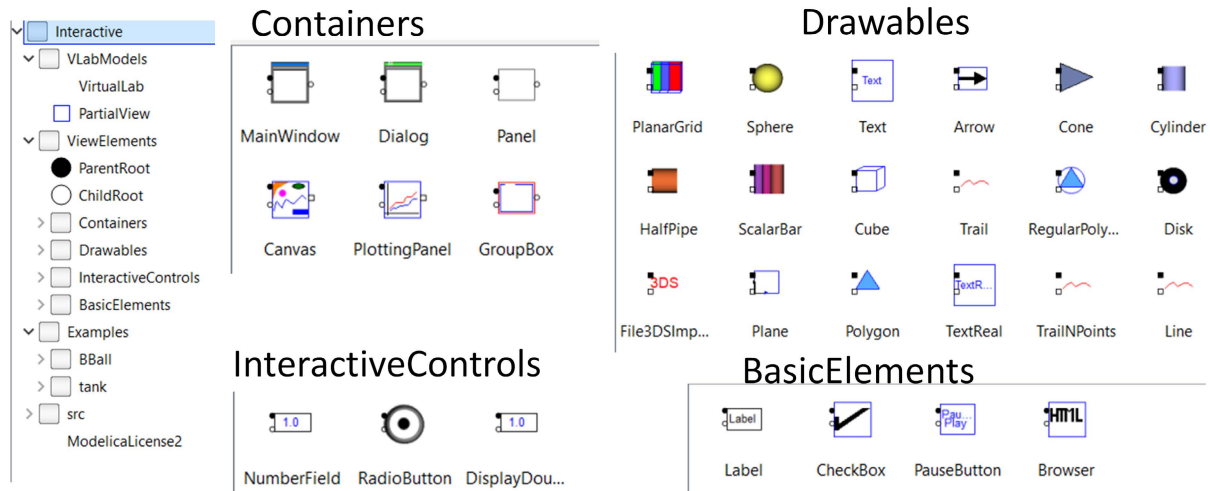 Interactive
VLabModels
VirtualLab
PartialView
ViewElements
ParentRoot
ChildRoot
Containers
Drawables
InteractiveControls
BasicElements
Examples
BBall
tank
src
ModelicaLicense2
Containers
MainWindow Dialog Panel
Canvas PlottingPanel GroupBox
Drawables
Text
PlanarGrid Sphere Text Arrow Cone Cylinder
HalfPipe ScalarBar Cube Trail RegularPoly... Disk
3DS TextR...
File3DSImp... Plane Polygon TextReal TrailNPoints Line
InteractiveControls
1.0 1.0
NumberField RadioButton DisplayDou...
BasicElements
Label Pau... HTML
Play
Label CheckBox PauseButton Browser